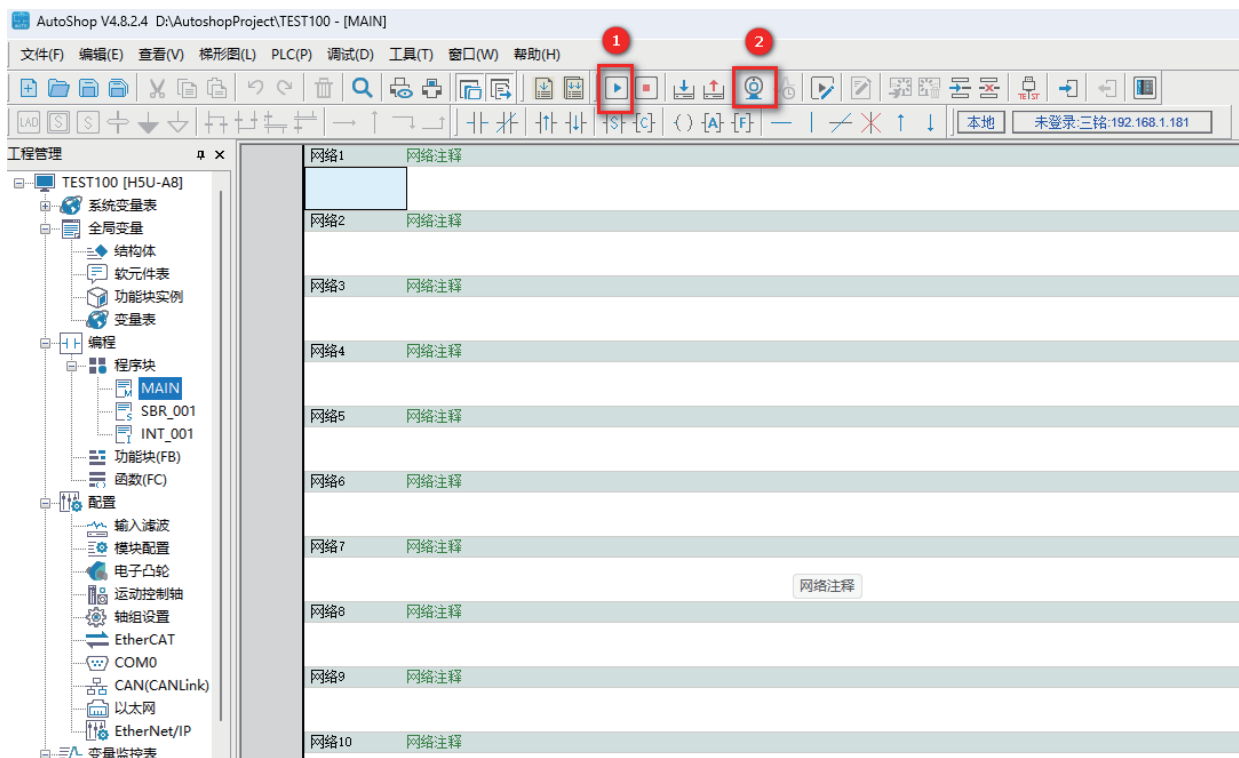 AutoShop V4.8.2.4 D:\AutoshopProject\TEST100 - [MAIN]
文件(F) 编辑(E) 查看(V) 梯形图(L) PLC(P) 调试(D) 工具(T) 窗口(W) 帮助(H)
1
2
TEST
LAD S S
S C ( ) A F
本地 未登录:三铭:192.168.1.181
工程管理
TEST100 [H5U-A8]
系统变量表
全局变量
结构体
软元件表
功能块实例
变量表
编程
程序块
MAIN
SBR_001
INT_001
功能块(FB)
函数(FC)
配置
输入滤波
模块配置
电子凸轮
运动控制轴
轴组设置
EtherCAT
COM0
CAN(CANLink)
以太网
EtherNet/IP
变量监控表
网络1 网络注释
网络2 网络注释
网络3 网络注释
网络4 网络注释
网络5 网络注释
网络6 网络注释
网络7 网络注释
网络注释
网络8 网络注释
网络9 网络注释
网络10 网络注释